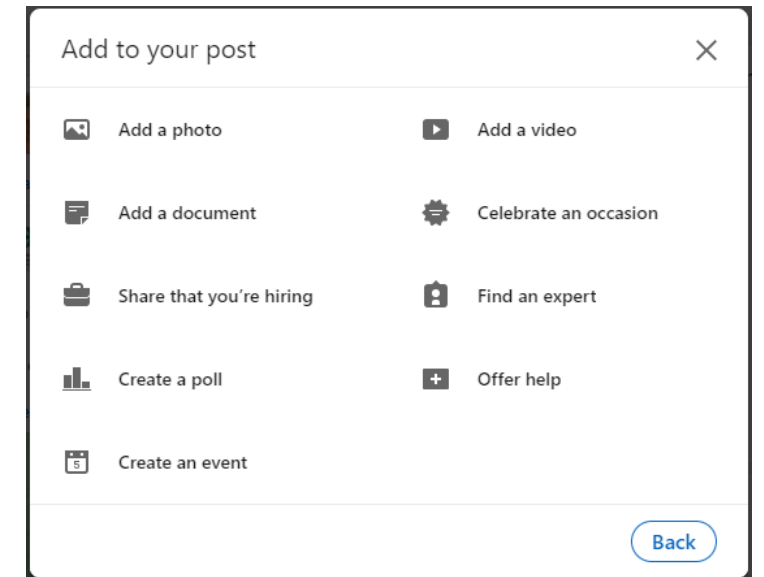 Add to your post
Add a photo
Add a video
Add a document
Celebrate an occasion
Share that you're hiring
Find an expert
Create a poll
Offer help
5
Create an event
Back